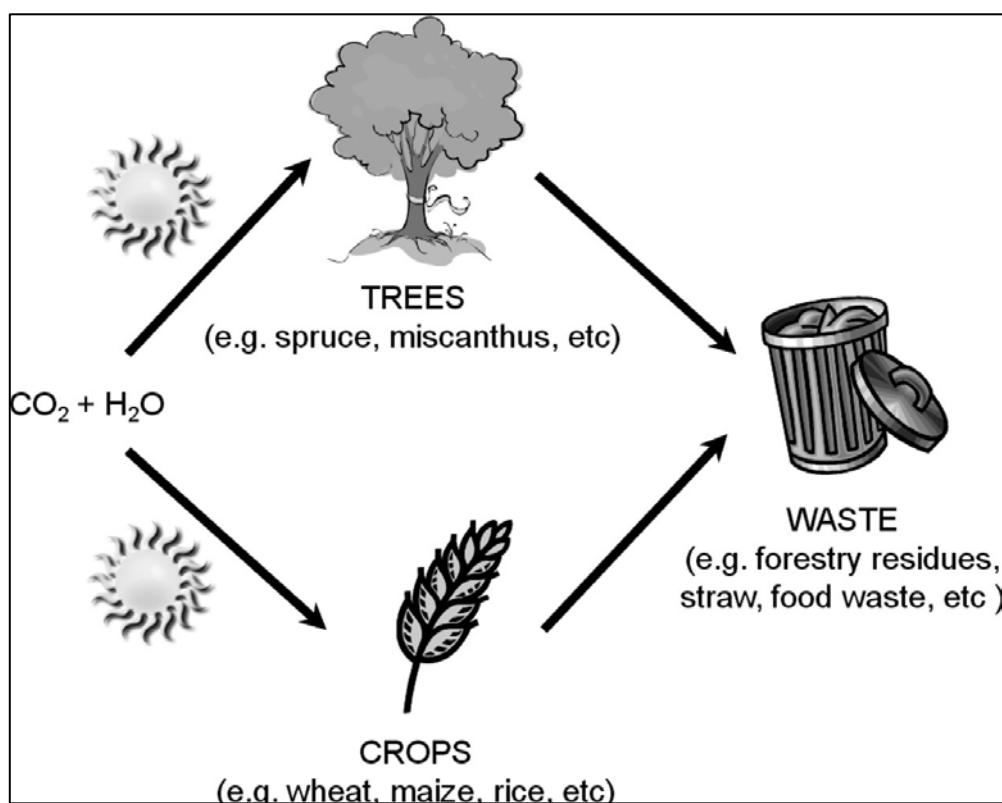 TREES
(e.g. spruce, miscanthus, etc)
CO₂ + H₂O
WASTE
(e.g. forestry residues,
straw, food waste, etc )
CROPS
(e.g. wheat, maize, rice, etc)